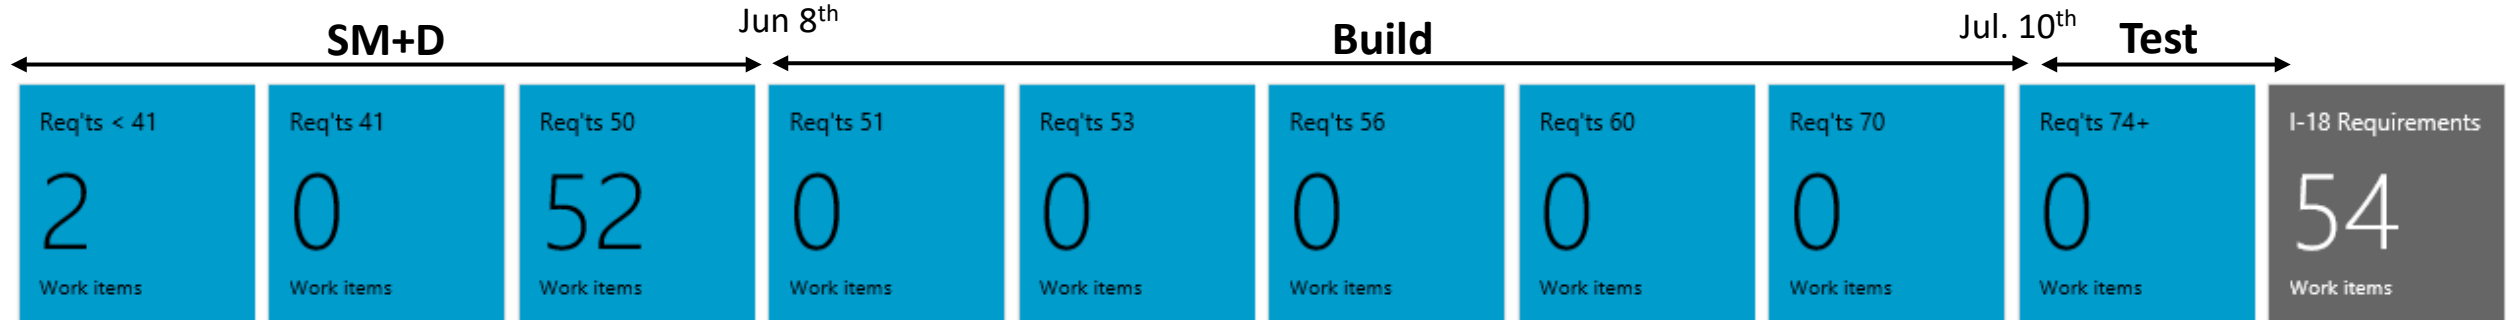 SM+D
Jun 8th
Build
Jul. 10th
Test
Req'ts < 41
2
Work items
Req'ts 41
0
Work items
Req'ts 50
52
Work items
Req'ts 51
0
Work items
Req'ts 53
0
Work items
Req'ts 56
0
Work items
Req'ts 60
0
Work items
Req'ts 70
0
Work items
Req'ts 74+
0
Work items
I-18 Requirements
54
Work items